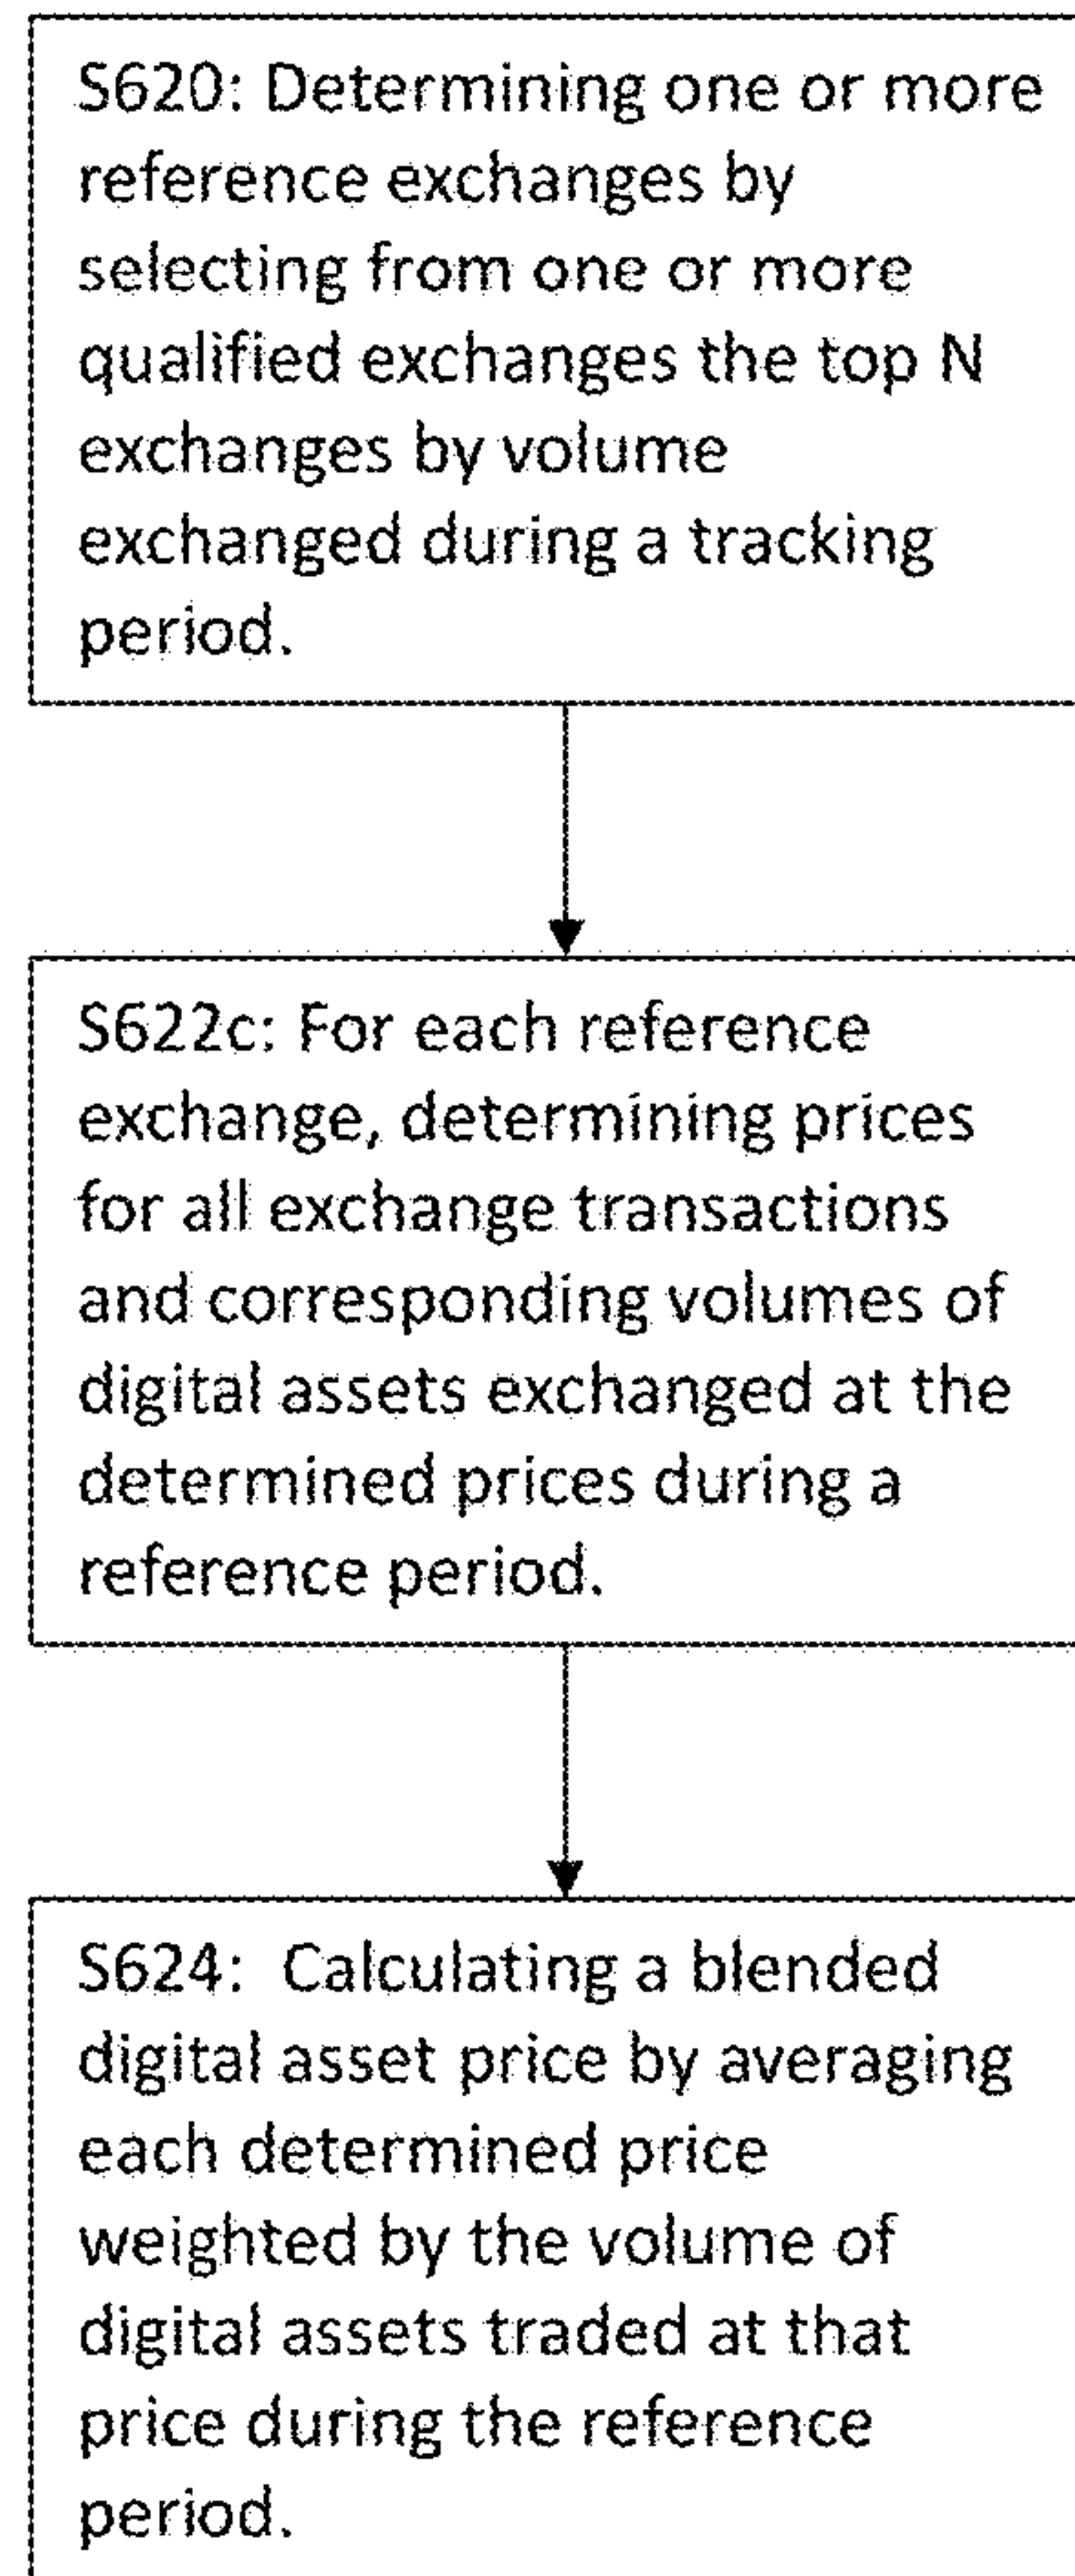 S620: Determining one or more
reference exchanges by
selecting from one or more
qualified exchanges the top N
exchanges by volume
exchanged during a tracking
period.
S622c: For each reference
exchange, determining prices
for all exchange transactions
and corresponding volumes of
digital assets exchanged at the
determined prices during a
reference period.
S624:  Calculating a blended
digital asset price by averaging
each determined price
weighted by the volume of
digital assets traded at that
price during the reference
period.